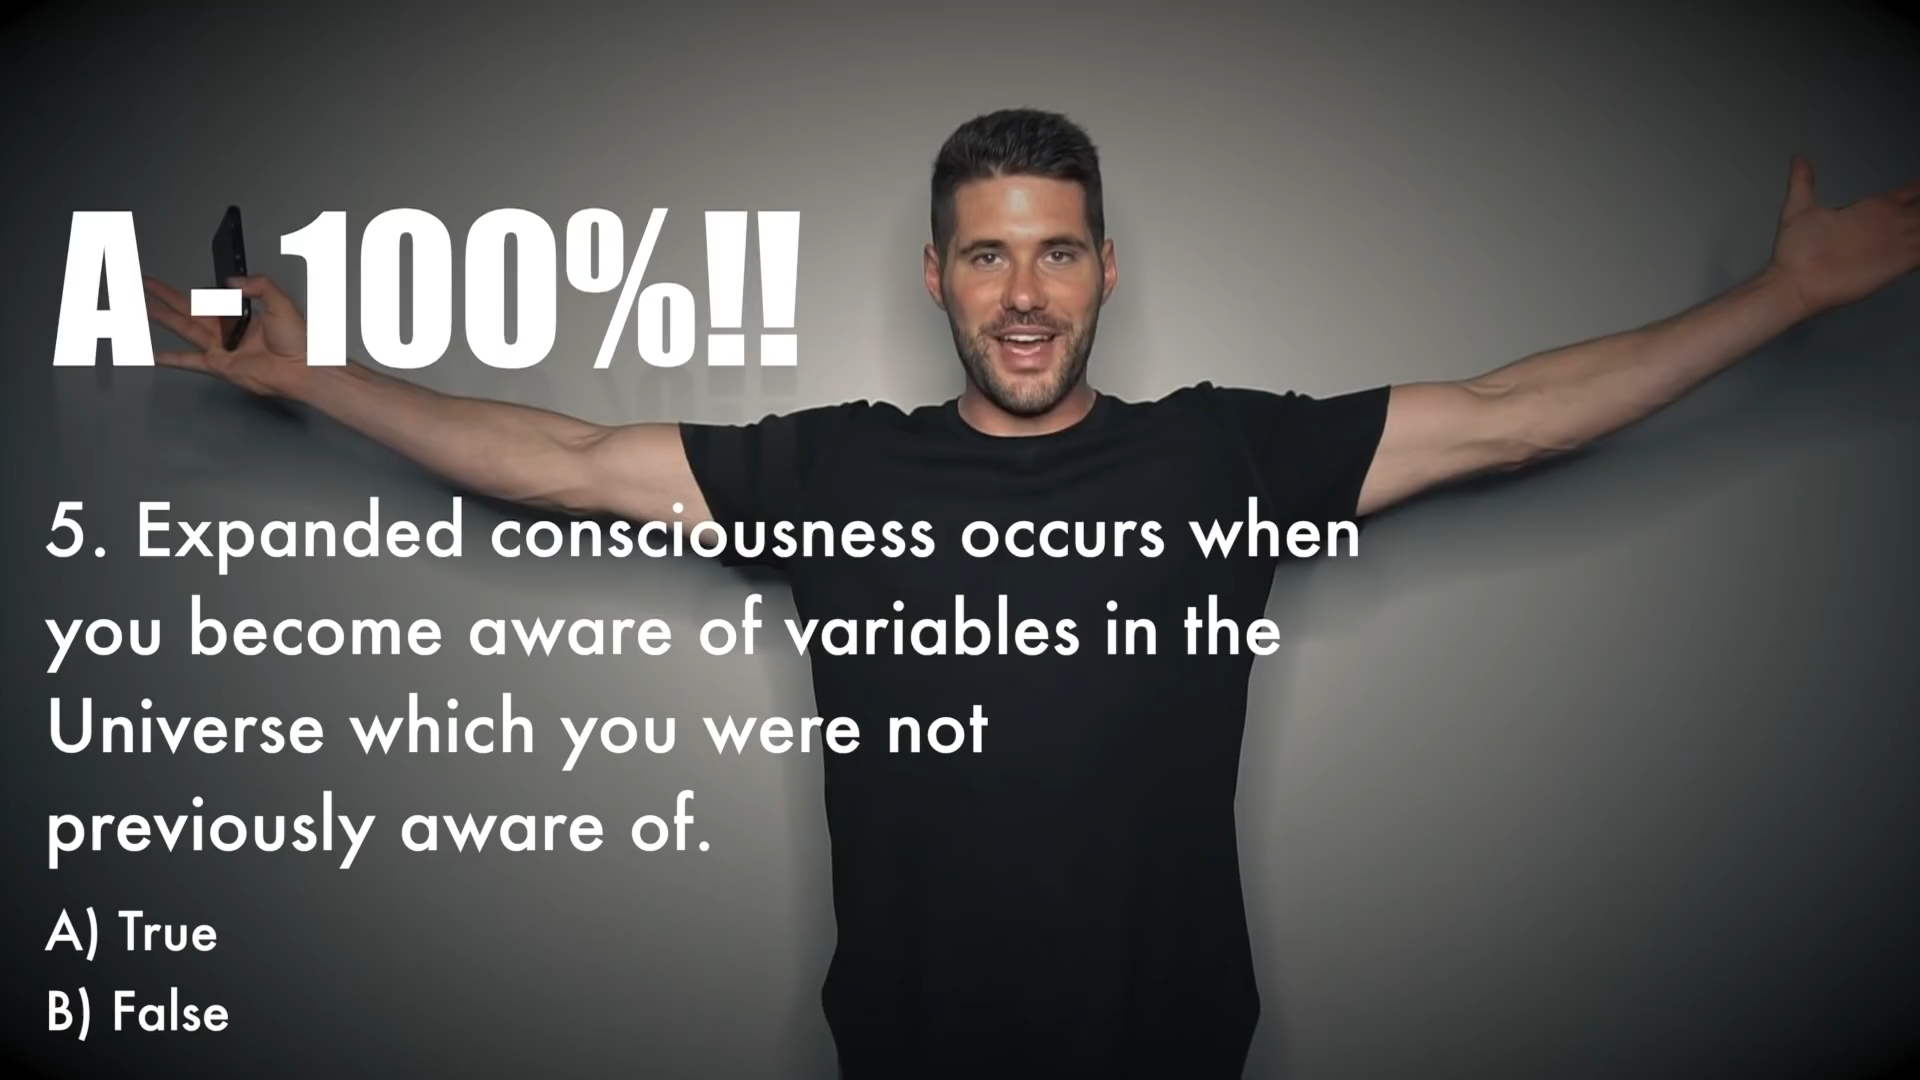 A - 100%!!
5. Expanded consciousness occurs when
you become aware of variables in the
Universe which you were not
previously aware of.
A) True
B) False